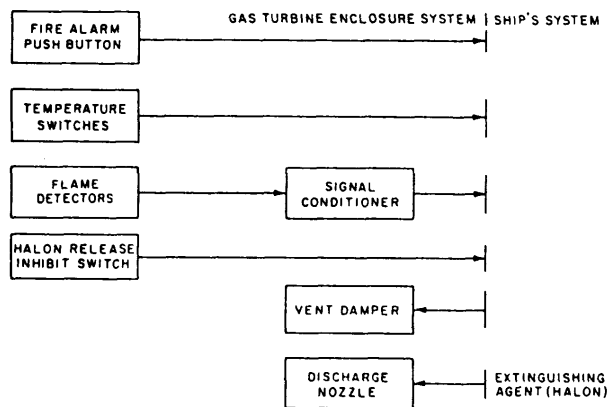 FIRE ALARM
PUSH BUTTON
GAS TURBINE ENCLOSURE SYSTEM
SHIP'S SYSTEM
TEMPERATURE
SWITCHES
FLAME
DETECTORS
SIGNAL
CONDITIONER
HALON RELEASE
INHIBIT SWITCH
VENT DAMPER
DISCHARGE
NOZZLE
EXTINGUISHING
AGENT (HALON)